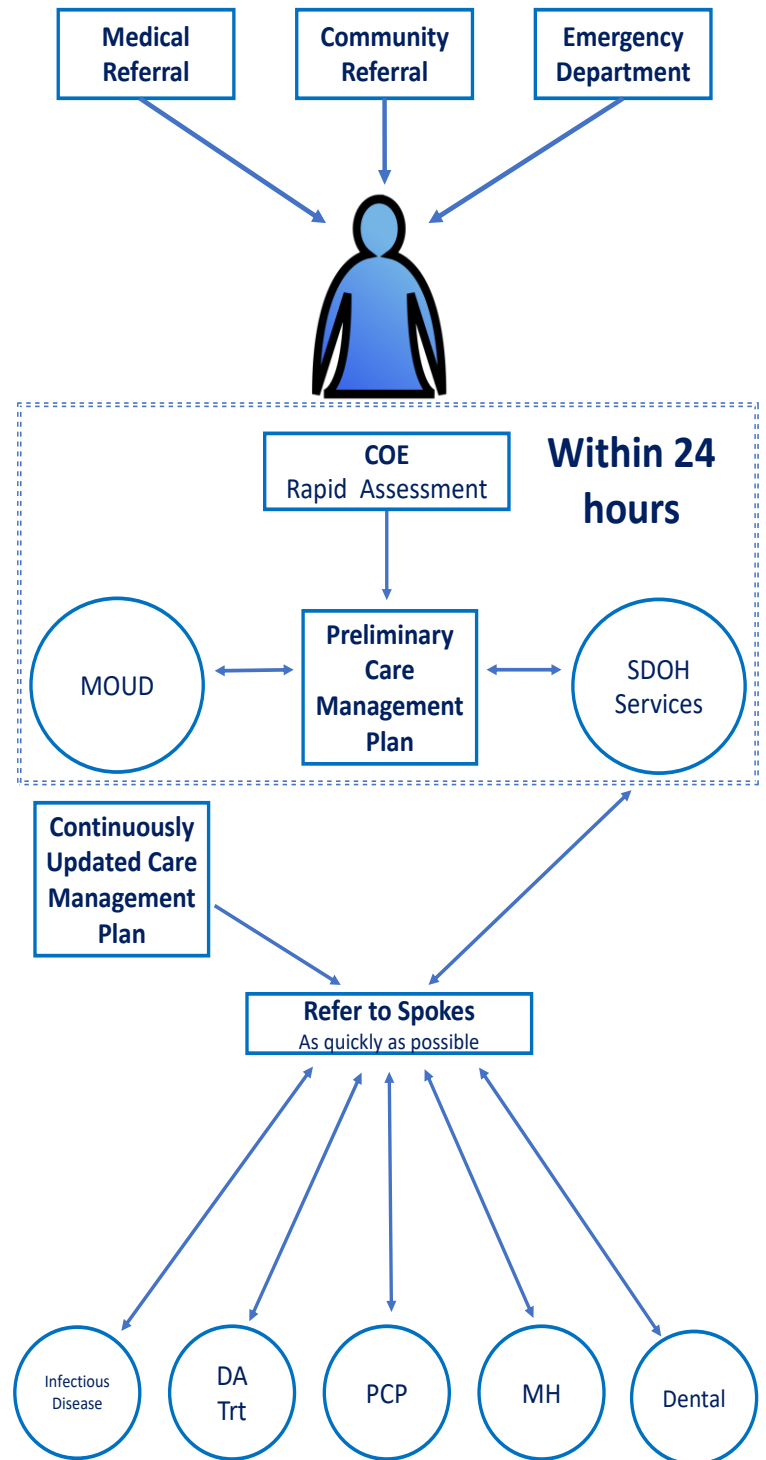 Medical
Referral
Community
Referral
Emergency
Department
COE
Rapid Assessment
Within 24
hours
MOUD
Preliminary
Care
Management
Plan
SDOH
Services
Continuously
Updated Care
Management
Plan
Refer to Spokes
As quickly as possible
Infectious
Disease
DA
Trt
PCP
MH
Dental